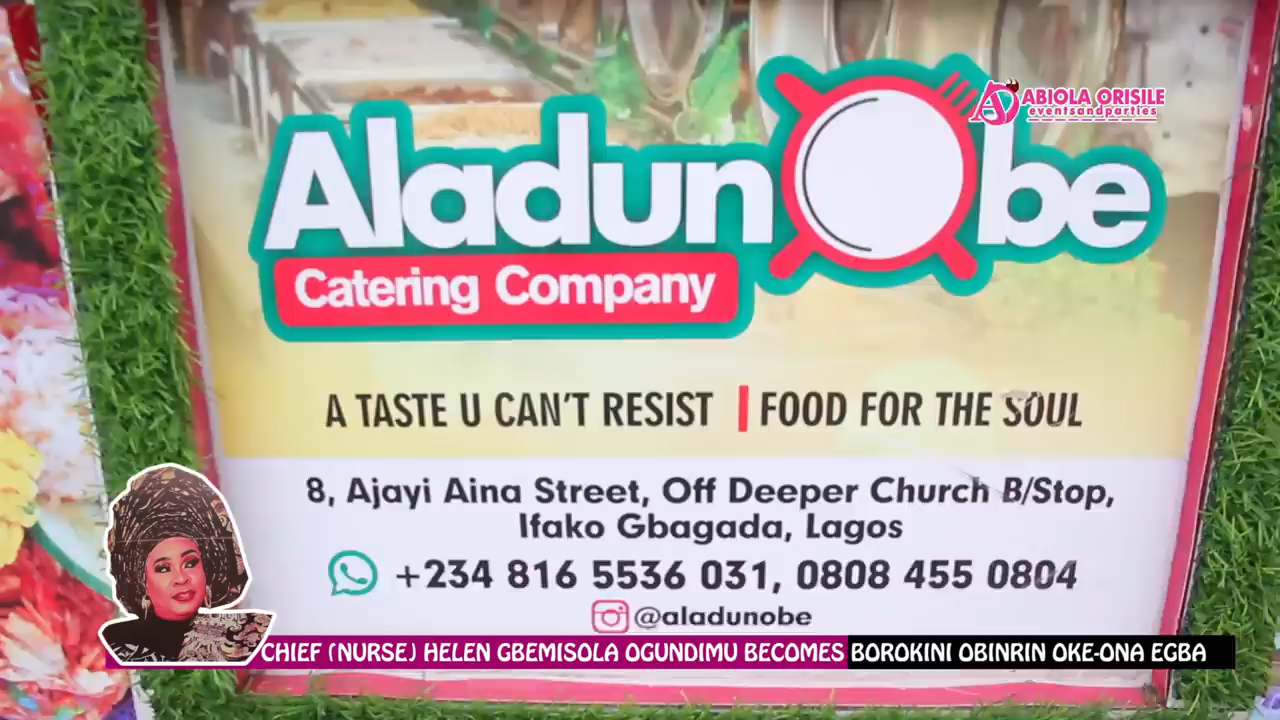 ABIOLA ORISILE
eventsandparties
AladunObe
Catering Company
A TASTE U CAN'T RESIST | FOOD FOR THE SOUL
8, Ajayi Aina Street, Off Deeper Church B/Stop,
Ifako Gbagada, Lagos
+234 816 5536 031, 0808 455 0804
@aladunobe
CHIEF (NURSE) HELEN GBEMISOLA OGUNDIMU BECOMES BOROKINI OBINRIN OKE-ONA EGBA